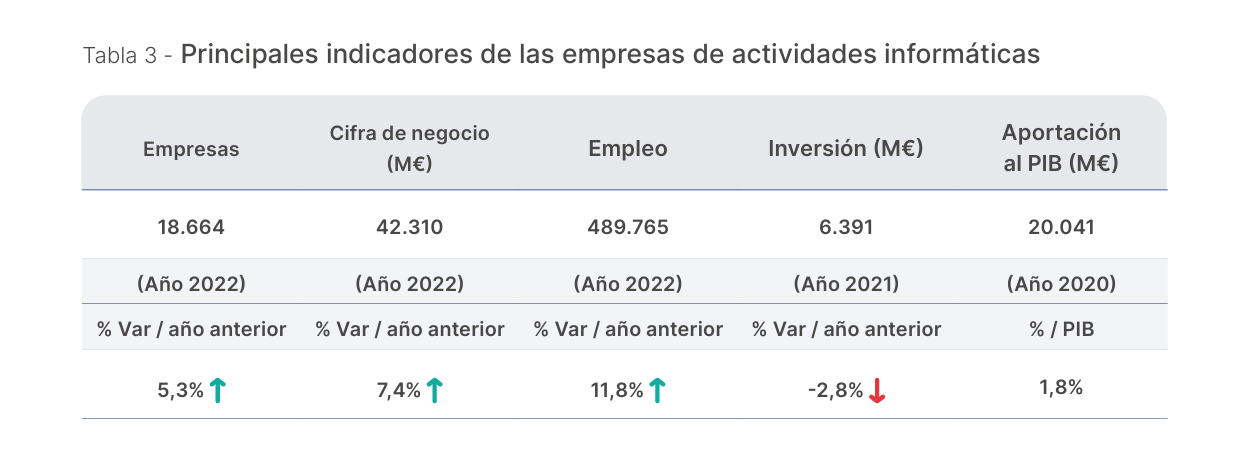 Tabla 3 - Principales indicadores de las empresas de actividades informáticas
Empresas
Cifra de negocio
(M€)
Empleo
Inversión (M€)
Aportación
al PIB (M€)
18.664 42.310 489.765 6.391 20.041
(Año 2022) (Año 2022) (Año 2022) (Año 2021) (Año 2020)
% Var / año anterior % Var / año anterior % Var / año anterior % Var / año anterior % / PIB
5,3% 7,4% 11,8% -2,8% 1,8%